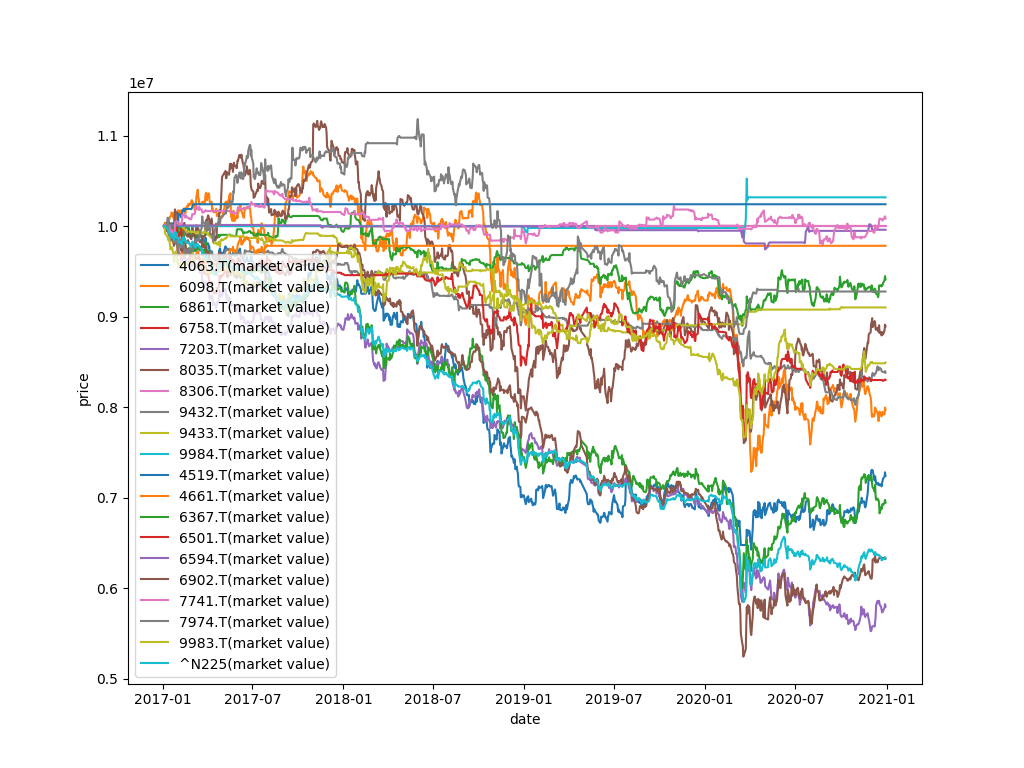 1e7
1.1
1.0
0.9
0.8
0.7
0.6
0.5
price
4063.T(market value)
6098.T(market value)
6861.T(market value)
6758.T(market value)
7203.T(market value)
8035.T(market value)
8306.T(market value)
9432.T(market value)
9433.T(market value)
9984.T(market value)
4519.T(market value)
4661.T(market value)
6367.T(market value)
6501.T(market value)
6594.T(market value)
6902.T(market value)
7741.T(market value)
7974.T(market value)
9983.T(market value)
^N225(market value)
2017-01 2017-07 2018-01 2018-07 2019-01 2019-07 2020-01 2020-07 2021-01
date